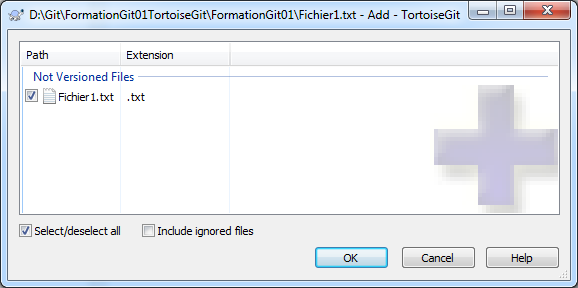 D:\Git\FormationGit01TortoiseGit\FormationGit01\Fichier1.txt - Add - TortoiseGit
Path Extension
Not Versioned Files
Fichier1.txt .txt
Select/deselect all Include ignored files
OK Cancel Help